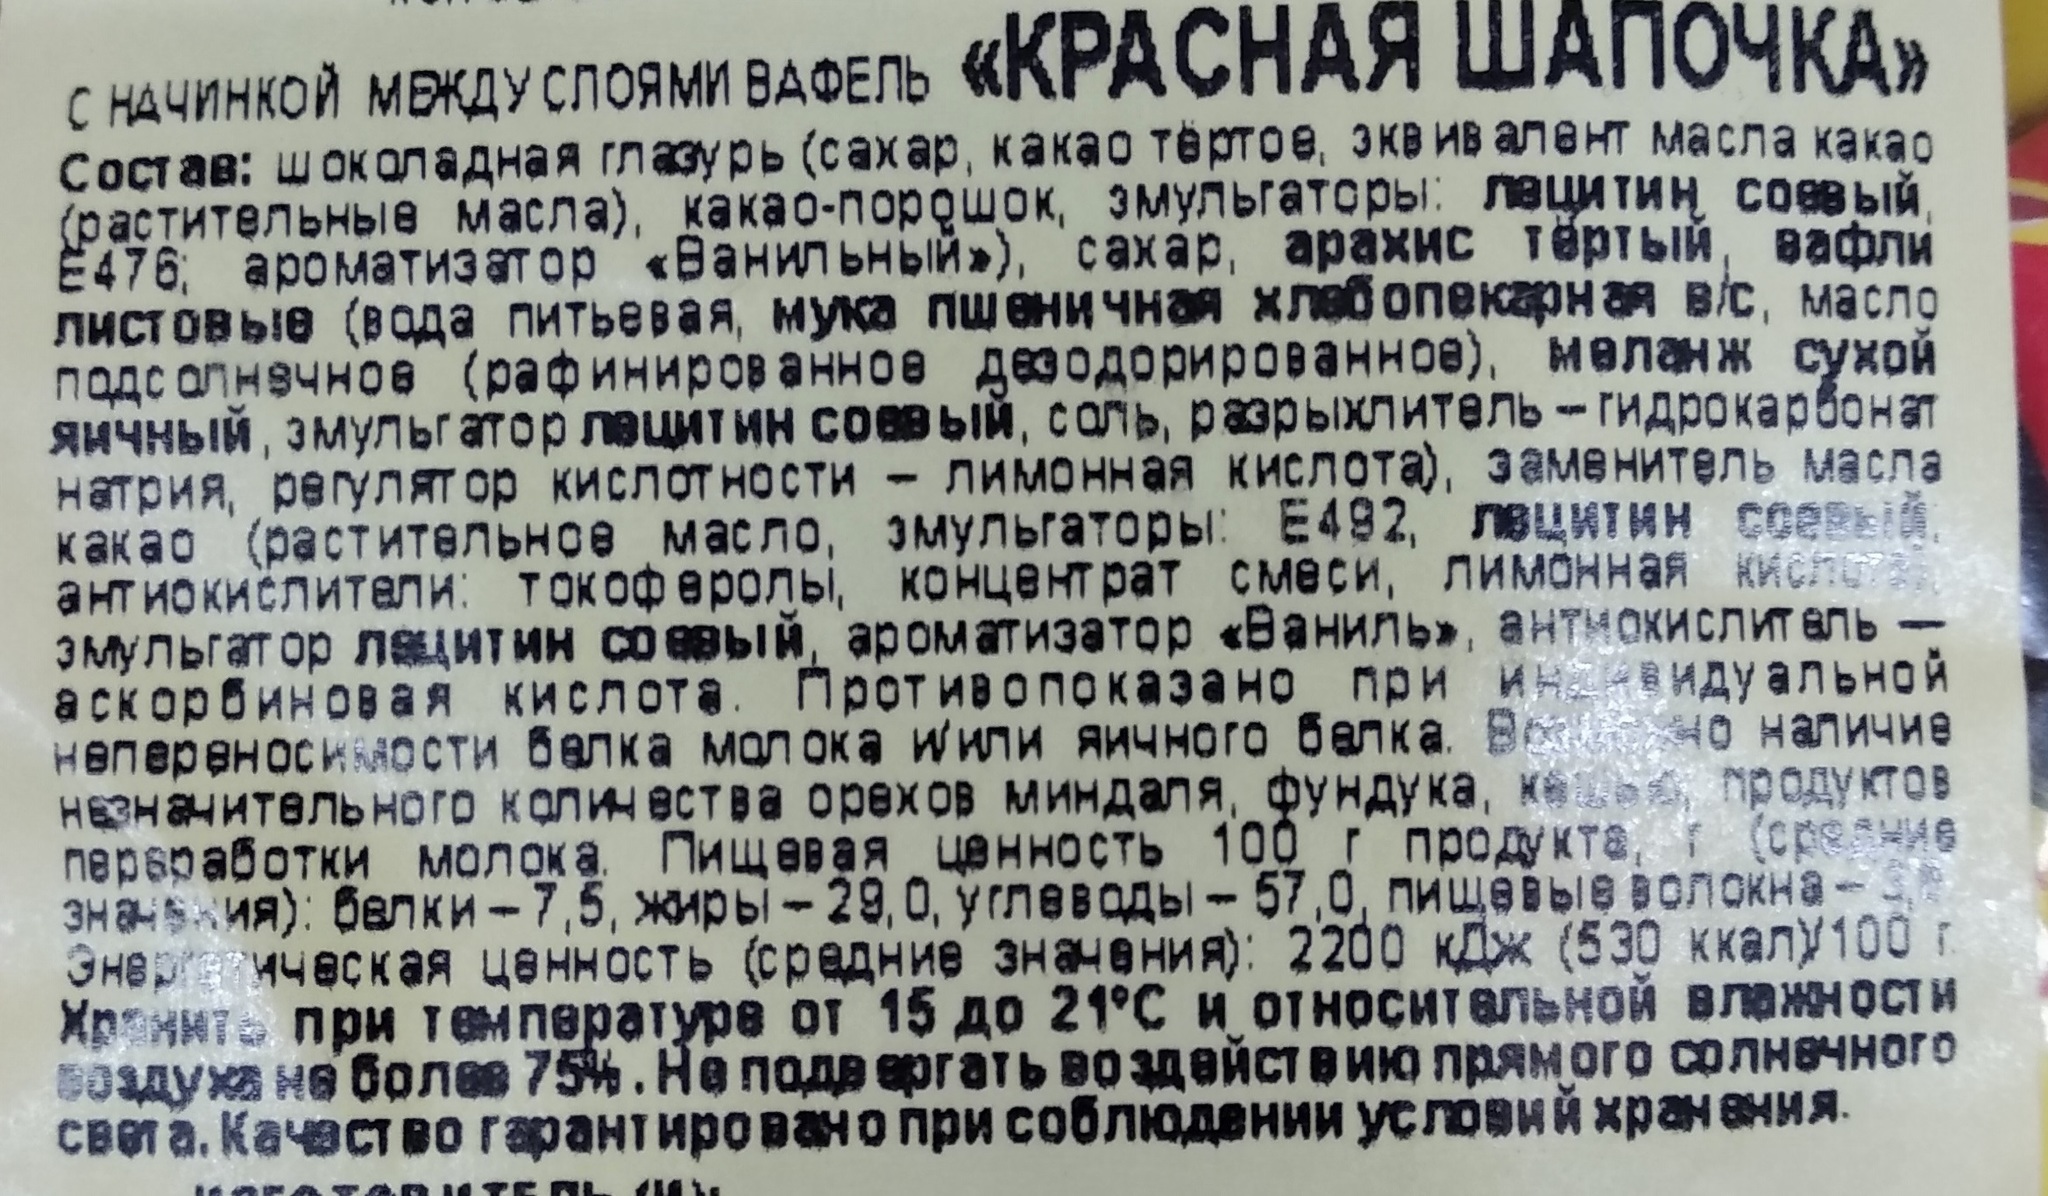 С НАЧИНКОЙ МЕЖДУ СЛОЯМИ ВАФЕЛЬ «КРАСНАЯ ШАПОЧКА»
Состав: шоколадная глазурь (сахар, какао тёртое, эквивалент масла какао
(растительные масла), какао-порошок, эмульгаторы: лецитин соевый,
Е476; ароматизатор «Ванильный»), сахар, арахис тёртый, вафли
листовые (вода питьевая, мука пшеничная хлебопекарная в/с, масло
подсолнечное (рафинированное дезодорированное), меланж сухой
яичный, эмульгатор лецитин соевый, соль, разрыхлитель – гидрокарбонат
натрия, регулятор кислотности – лимонная кислота), заменитель масла
какао (растительное масло, эмульгаторы: Е492, лецитин соевый;
антиокислители: токоферолы, концентрат смеси, лимонная кислота),
эмульгатор лецитин соевый, ароматизатор «Ваниль», антиокислитель —
аскорбиновая кислота. Противопоказано при индивидуальной
непереносимости белка молока и/или яичного белка. Возможно наличие
незначительного количества орехов миндаля, фундука, кешью, продуктов
переработки молока. Пищевая ценность 100 г продукта, г (средние
значения): белки – 7,5, жиры – 29,0, углеводы – 57,0, пищевые волокна –
Энергетическая ценность (средние значения): 2200 кДж (530 ккал)/100 г.
Хранить при температуре от 15 до 21°С и относительной влажности
воздуха не более 75%. Не подвергать воздействию прямого солнечного
света. Качество гарантировано при соблюдении условий хранения.